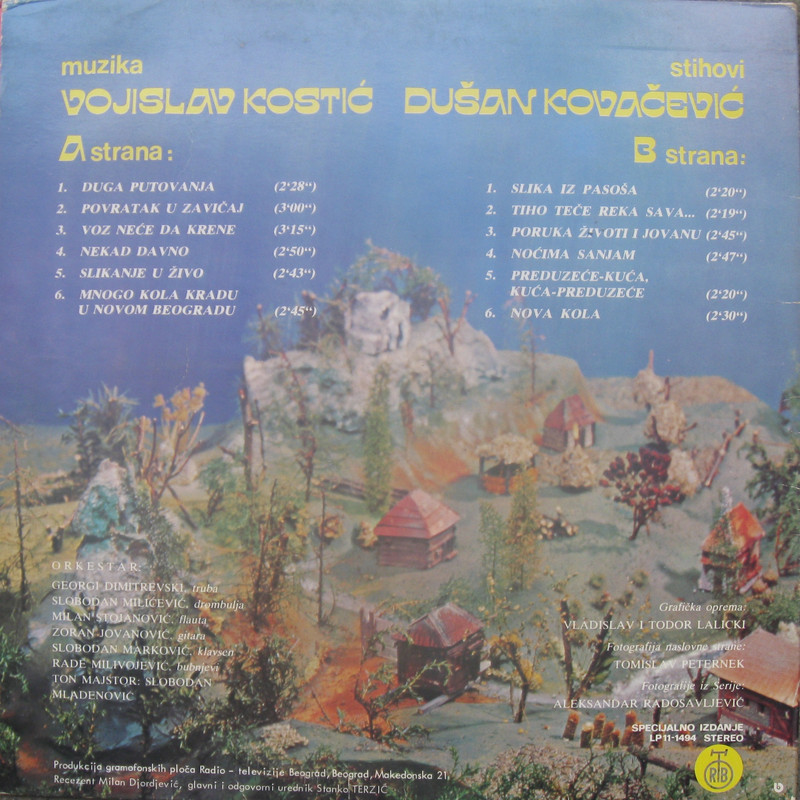 muzika
VOJISLAV KOSTIĆ
A strana:
1. DUGA PUTOVANJA (2‘28“)
2. POVRATAK U ZAVIČAJ (3‘00“)
3. VOZ NEĆE DA KRENE (3‘15“)
4. NEKAD DAVNO (2‘50“)
5. SLIKANJE U ŽIVO (2‘43“)
6. MNOGO KOLA KRADU
U NOVOM BEOGRADU (2‘45“)
stihovi
DUŠAN KOVAČEVIĆ
B strana:
1. SLIKA IZ PASOŠA (2‘20“)
2. TIHO TEČE REKA SAVA... (2‘19“)
3. PORUKA ŽIVOTI I JOVANU (2‘45“)
4. NOĆIMA SANJAM (2‘47“)
5. PREDUZEĆE-KUĆA,
KUĆA-PREDUZEĆE (2‘20“)
6. NOVA KOLA (2‘30“)
ORKESTAR:
GEORGI DIMITREVSKI, truba
SLOBODAN MILIĆEVIĆ, dtombulja
MILAN STOJANOVIĆ, flauta
ZORAN JOVANOVIĆ, gitara
SLOBODAN MARKOVIĆ, klavsen
RADE MILIVOJEVIĆ, bubnjevi
TON MAJSTOR: SLOBODAN
MLAĐENOVIĆ
Grafička oprema:
VLADISLAV I TODOR LALICKI
Fotografija naslovne strane:
TOMISLAV PETERNEK
Fotografije iz Serije:
ALEKSANDAR RADOSAVLJEVIĆ
SPECIJALNO IZDANJE
LP 11-1494 STEREO
RTB
Produkcija gramofonskih ploča Radio – televizije Beograd, Beograd, Makedonska 21,
Recezent Milan Djordjević, glavni i odgovorni urednik Stanko TERZIĆ